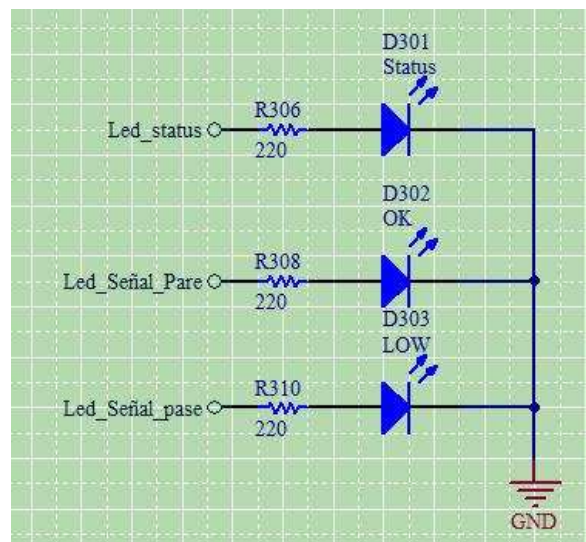 D301
Status
R306
Led_status
220
D302
OK
R308
Led_Señal_Pare
220
D303
LOW
R310
Led_Señal_pase
220
GND